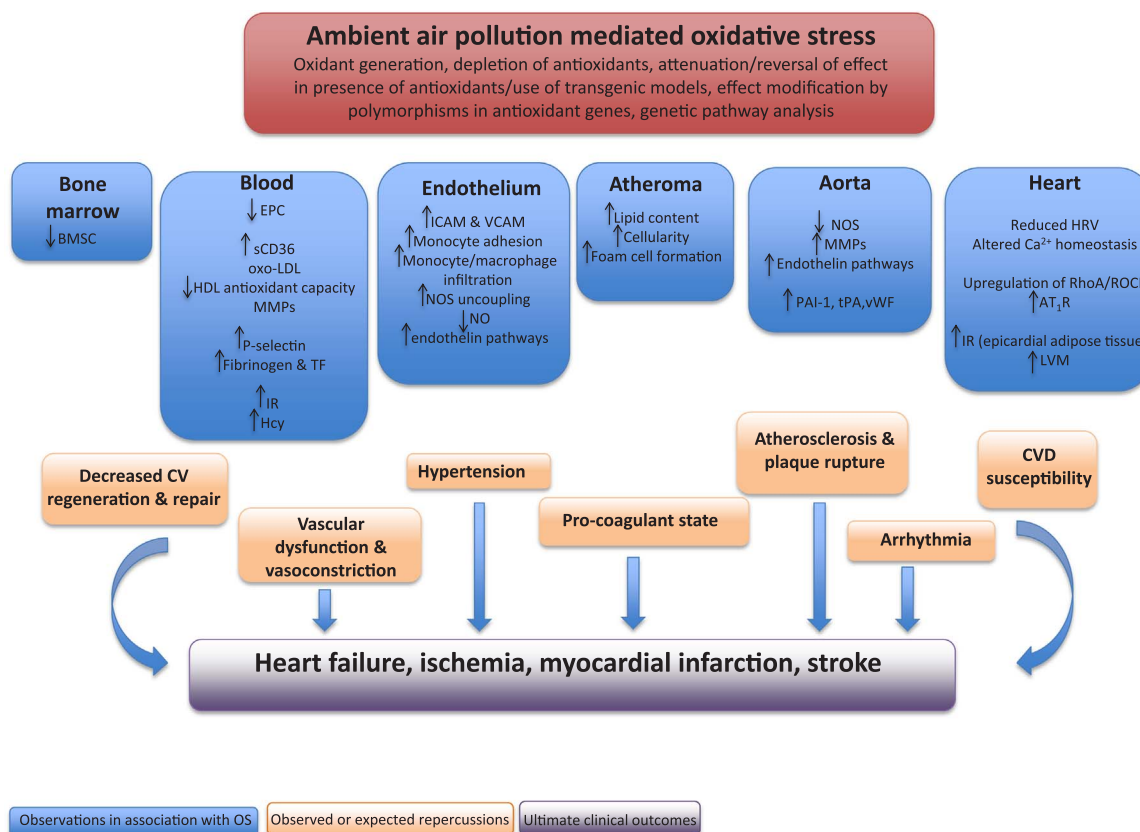 Ambient air pollution mediated oxidative stress
Oxidant generation, depletion of antioxidants, attenuation/reversal of effect
in presence of antioxidants/use of transgenic models, effect modification by
polymorphisms in antioxidant genes, genetic pathway analysis
Bone
marrow
↓ BMSC
Blood
↓ EPC
↑ sCD36
oxo-LDL
↓ HDL antioxidant capacity
MMPs
↑ P-selectin
↑ Fibrinogen & TF
↑ IR
↑ Hcy
Endothelium
↑ ICAM & VCAM
↑ Monocyte adhesion
↑ Monocyte/macrophage
infiltration
↑ NOS uncoupling
↓ NO
↑ endothelin pathways
Atheroma
↑ Lipid content
↑ Cellularity
↑ Foam cell formation
Aorta
↓ NOS
↑ MMPs
↑ Endothelin pathways
↑ PAI-1, tPA,vWF
Heart
Reduced HRV
Altered Ca²⁺ homeostasis
Upregulation of RhoA/ROC
↑ AT₁R
↑ IR (epicardial adipose tissue
↑ LVM
Decreased CV
regeneration & repair
Vascular
dysfunction &
vasoconstriction
Hypertension
Pro-coagulant state
Atherosclerosis &
plaque rupture
Arrhythmia
CVD
susceptibility
Heart failure, ischemia, myocardial infarction, stroke
Observations in association with OS
Observed or expected repercussions
Ultimate clinical outcomes